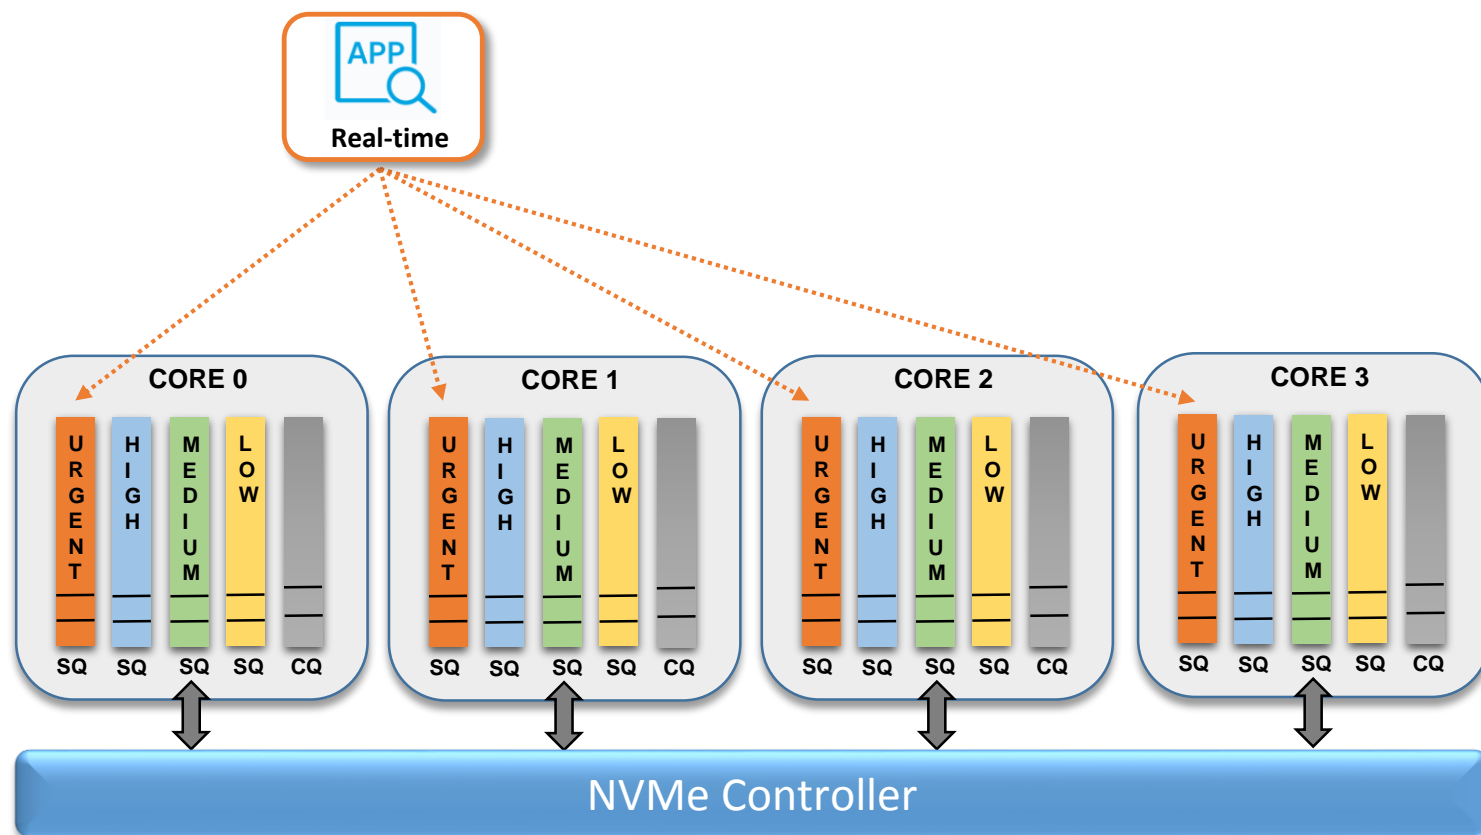 APP
Real-time
CORE 0
CORE 1
CORE 2
CORE 3
URGENT
HIGH
MEDIUM
LOW
URGENT
HIGH
MEDIUM
LOW
URGENT
HIGH
MEDIUM
LOW
URGENT
HIGH
MEDIUM
LOW
SQ SQ SQ SQ CQ
SQ SQ SQ SQ CQ
SQ SQ SQ SQ CQ
SQ SQ SQ SQ CQ
NVMe Controller